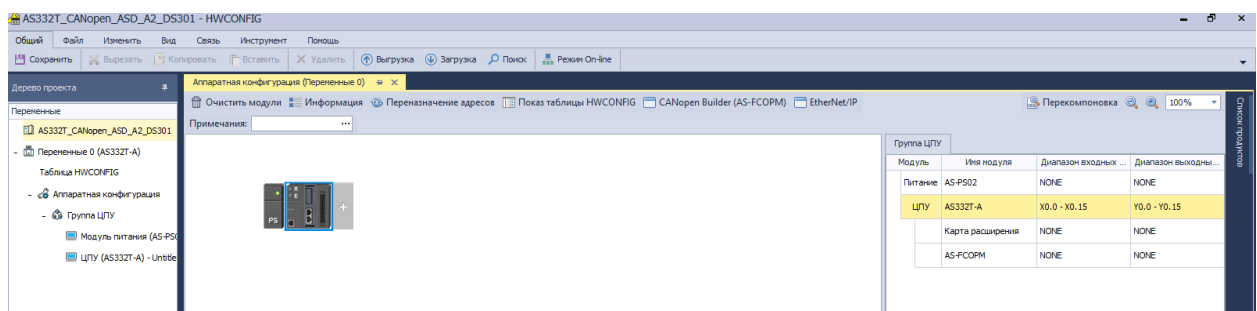 AS332T_CANopen_ASD_A2_DS301 - HWCONFIG
Общий Файл Изменить Вид Связь Инструмент Помощь
Сохранить Вырезать Копировать Вставить Удалить Выгрузка Загрузка Поиск Режим On-line
Дерево проекта
Аппаратная конфигурация (Переменные 0)
Переменные
Очистить модули Информация Переназначение адресов Показ таблицы HWCONFIG CANopen Builder (AS-FCOPM) EtherNet/IP Перекомпоновка 100%
Список продуктов
Примечания: ...
AS332T_CANopen_ASD_A2_DS301
Переменные 0 (AS332T-A)
Таблица HWCONFIG
Аппаратная конфигурация
Группа ЦПУ
Модуль питания (AS-PS0
ЦПУ (AS332T-A) - Untitle
PS
Группа ЦПУ
Модуль Имя модуля Диапазон входных ... Диапазон выходны...
Питание AS-PS02 NONE NONE
ЦПУ AS332T-A X0.0 - X0.15 Y0.0 - Y0.15
Карта расширения NONE NONE
AS-FCOPM NONE NONE